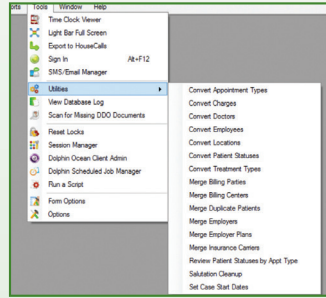 orts Tools Window Help
Time Clock Viewer
Light Bar Full Screen
Export to HouseCalls
Sign In Alt+F12
SMS/Email Manager
Utilities
View Database Log
Scan for Missing DDO Documents
Reset Locks
Session Manager
Dolphin Ocean Client Admin
Dolphin Scheduled Job Manager
Run a Script
Form Options
Options
Convert Appointment Types
Convert Charges
Convert Doctors
Convert Employees
Convert Locations
Convert Patient Statuses
Convert Treatment Types
Merge Billing Parties
Merge Billing Centers
Merge Duplicate Patients
Merge Employers
Merge Employer Plans
Merge Insurance Carriers
Review Patient Statuses by Appt Type
Salutation Cleanup
Set Case Start Dates